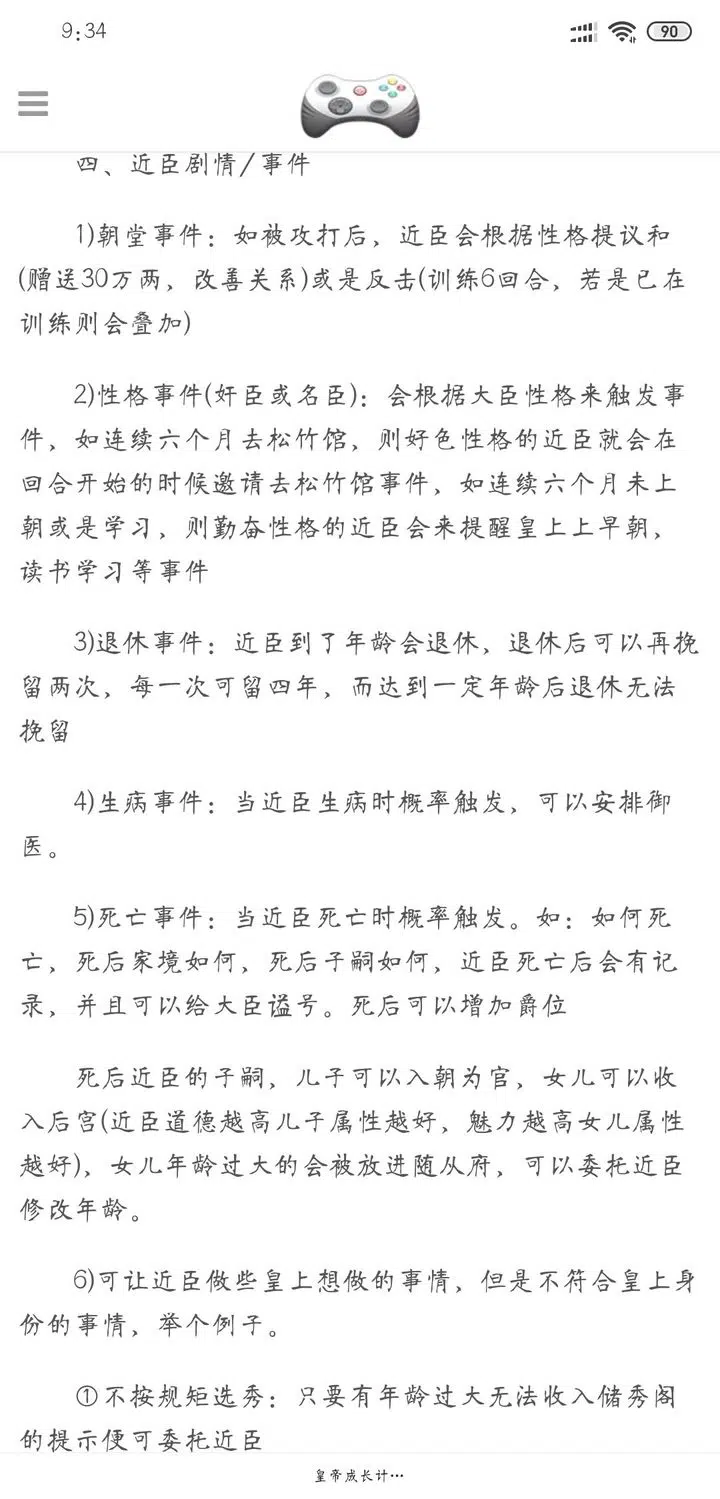 9:34
90
四、近臣剧情/事件
1)朝堂事件：如被攻打后，近臣会根据性格提议和
(赠送30万两，改善关系)或是反击(训练6回合，若是已在
训练则会叠加)
2)性格事件(奸臣或名臣)：会根据大臣性格来触发事
件，如连续六个月去松竹馆，则好色性格的近臣就会在
回合开始的时候邀请去松竹馆事件，如连续六个月未上
朝或是学习，则勤奋性格的近臣会来提醒皇上上早朝，
读书学习等事件
3)退休事件：近臣到了年龄会退休，退休后可以再挽
留两次，每一次可留四年，而达到一定年龄后退休无法
挽留
4)生病事件：当近臣生病时概率触发，可以安排御
医。
5)死亡事件：当近臣死亡时概率触发。如：如何死
亡，死后家境如何，死后子嗣如何，近臣死亡后会有记
录，并且可以给大臣谥号。死后可以增加爵位
死后近臣的子嗣，儿子可以入朝为官，女儿可以收
入后宫(近臣道德越高儿子属性越好，魅力越高女儿属性
越好)，女儿年龄过大的会被放进随从府，可以委托近臣
修改年龄。
6)可让近臣做些皇上想做的事情，但是不符合皇上身
份的事情，举个例子。
①不按规矩选秀：只要有年龄过大无法收入储秀阁
的提示便可委托近臣
皇帝成长计…